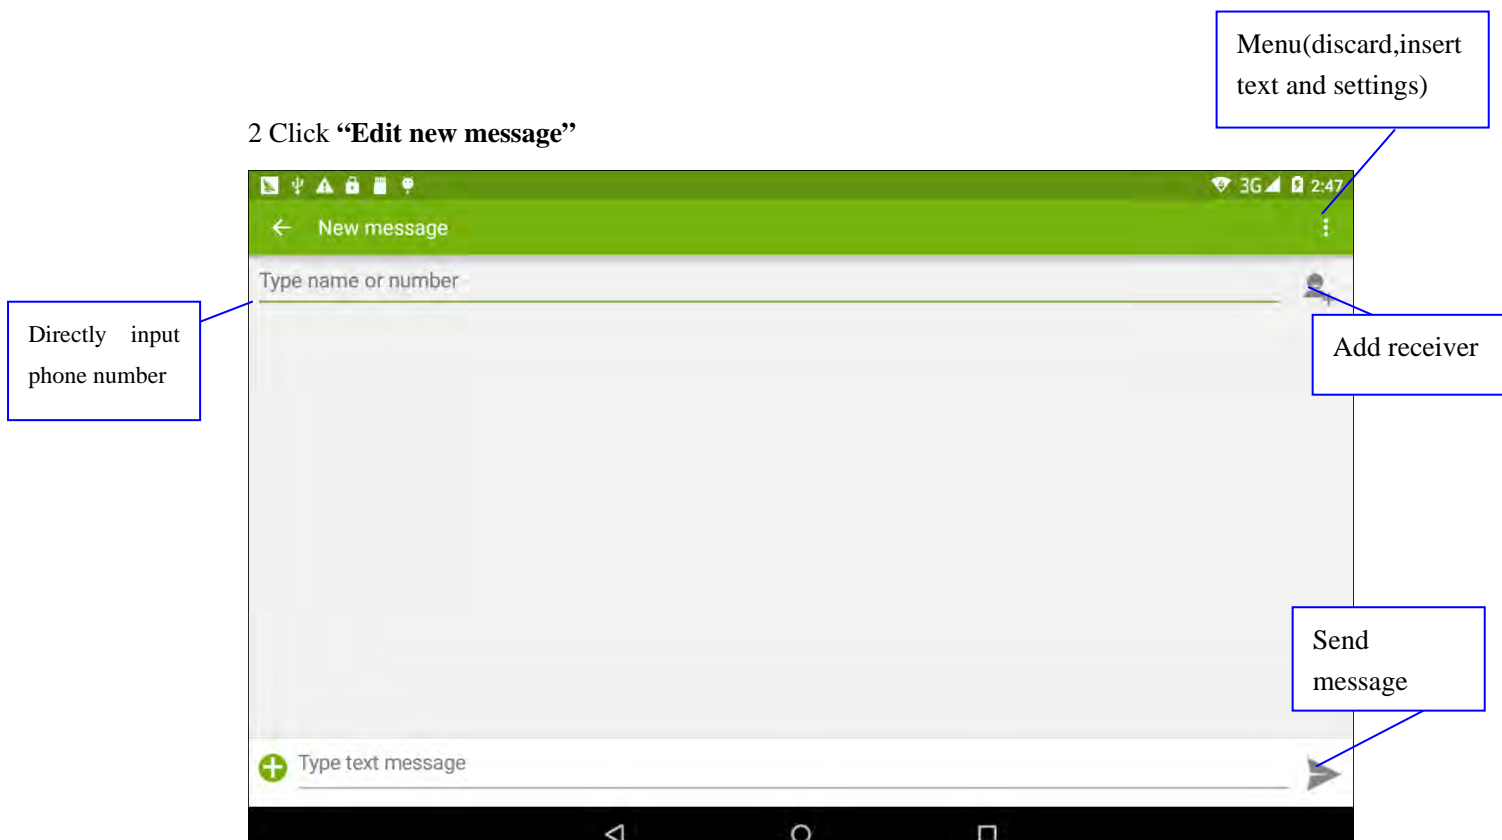 Menu(discard,insert
text and settings)
2 Click “Edit new message”
3G 2:47
New message
Type name or number
Directly input
phone number
Add receiver
Send
message
Type text message